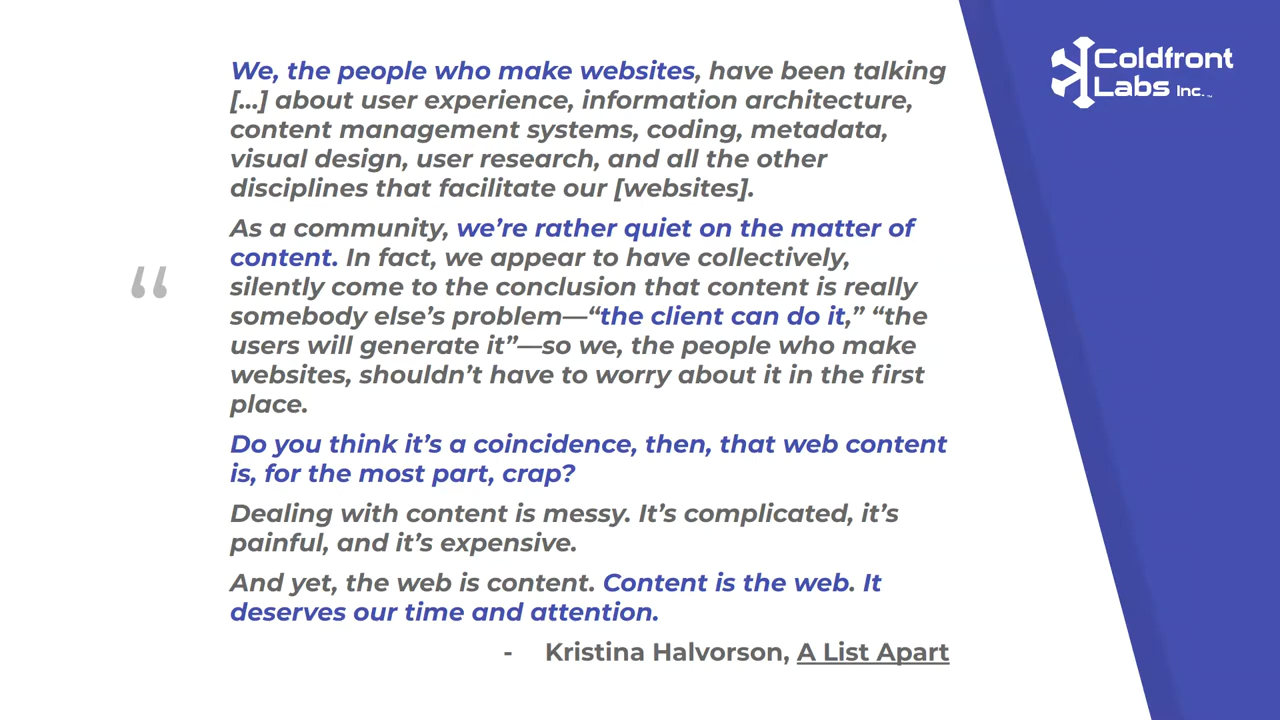 We, the people who make websites, have been talking
[...] about user experience, information architecture,
content management systems, coding, metadata,
visual design, user research, and all the other
disciplines that facilitate our [websites].
As a community, we’re rather quiet on the matter of
content. In fact, we appear to have collectively,
silently come to the conclusion that content is really
somebody else’s problem—“the client can do it,” “the
users will generate it”—so we, the people who make
websites, shouldn’t have to worry about it in the first
place.
Do you think it’s a coincidence, then, that web content
is, for the most part, crap?
Dealing with content is messy. It’s complicated, it’s
painful, and it’s expensive.
And yet, the web is content. Content is the web. It
deserves our time and attention.
- Kristina Halvorson, A List Apart
“
Coldfront
Labs Inc.™